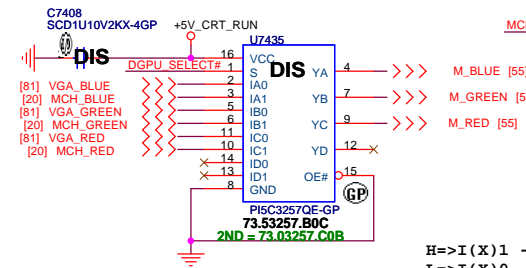 C7408
SCD1U10V2KX-4GP
+5V_CRT_RUN
MC
U7435
DIS
DGPU_SELECT#
16 VCC
1 S
DIS
YA 4
M_BLUE [55]
[81] VGA_BLUE
2 IA0
[20] MCH_BLUE
3 IA1
YB 7
M_GREEN [5
[81] VGA_GREEN
5 IB0
[20] MCH_GREEN
6 IB1
YC 9
M_RED [55]
[81] VGA_RED
11 IC0
[20] MCH_RED
10 IC1
YD 12
14 ID0
13 ID1
OE# 15
8 GND
GP
PI5C3257QE-GP
73.53257.B0C
2ND = 73.03257.C0B
H=>I(X)1 -
L=>I(X)0